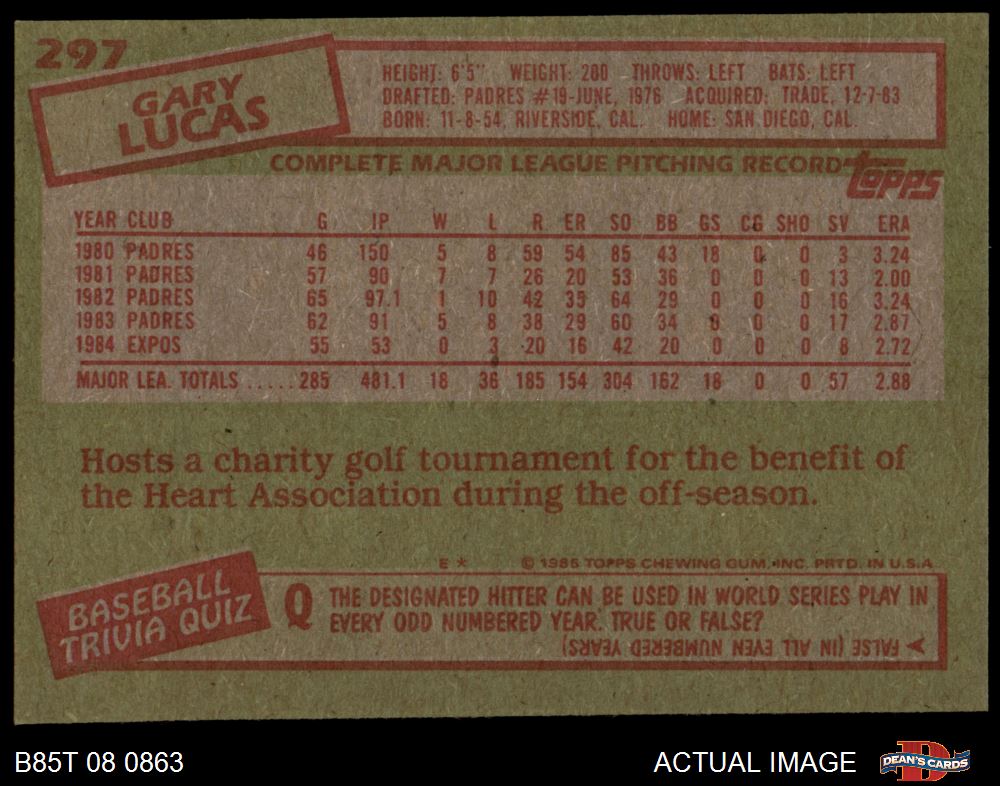 297
GARY
LUCAS
HEIGHT: 6'5" WEIGHT: 200 THROWS: LEFT BATS: LEFT
DRAFTED: PADRES #19-JUNE, 1976 ACQUIRED: TRADE, 12-7-83
BORN: 11-8-54, RIVERSIDE, CAL. HOME: SAN DIEGO, CAL.
COMPLETE MAJOR LEAGUE PITCHING RECORD topps
YEAR CLUB G IP W L R ER SO BB GS CG SHO SV ERA
1980 PADRES 46 150 5 8 59 54 85 43 18 0 0 3 3.24
1981 PADRES 57 90 7 7 26 20 53 36 0 0 0 13 2.00
1982 PADRES 65 97.1 1 10 42 35 64 29 0 0 0 16 3.24
1983 PADRES 62 91 5 8 38 29 60 34 0 0 0 17 2.87
1984 EXPOS 55 53 0 3 20 16 42 20 0 0 0 8 2.72
MAJOR LEA. TOTALS ..... 285 481.1 18 36 185 154 304 162 18 0 0 57 2.88
Hosts a charity golf tournament for the benefit of
the Heart Association during the off-season.
E * © 1985 TOPPS CHEWING GUM, INC. PRTD. IN U.S.A
BASEBALL
TRIVIA QUIZ
Q THE DESIGNATED HITTER CAN BE USED IN WORLD SERIES PLAY IN
EVERY ODD NUMBERED YEAR. TRUE OR FALSE?
FALSE (IN ALL EVEN NUMBERED YEARS)
B85T 08 0863
ACTUAL IMAGE
D DEAN'S CARDS